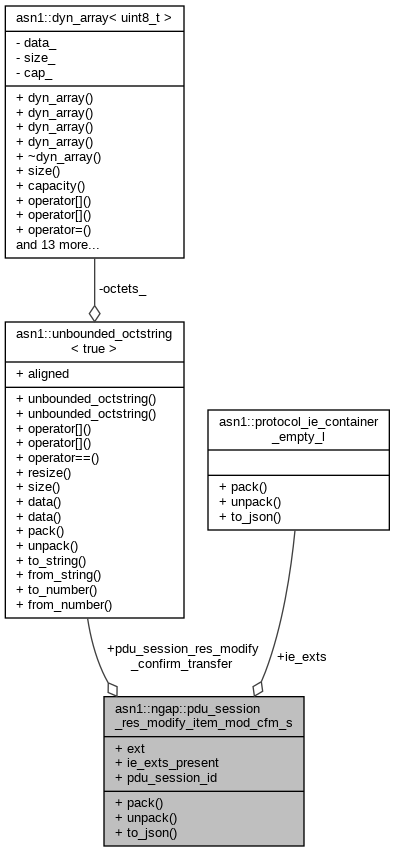 asn1::dyn_array< uint8_t >
- data_
- size_
- cap_
+ dyn_array()
+ dyn_array()
+ dyn_array()
+ dyn_array()
+ ~dyn_array()
+ size()
+ capacity()
+ operator[]()
+ operator[]()
+ operator=()
and 13 more...
-octets_
asn1::unbounded_octstring
< true >
+ aligned
+ unbounded_octstring()
+ unbounded_octstring()
+ operator[]()
+ operator[]()
+ operator==()
+ resize()
+ size()
+ data()
+ data()
+ pack()
+ unpack()
+ to_string()
+ from_string()
+ to_number()
+ from_number()
asn1::protocol_ie_container
_empty_l
+ pack()
+ unpack()
+ to_json()
+pdu_session_res_modify
_confirm_transfer
+ie_exts
asn1::ngap::pdu_session
_res_modify_item_mod_cfm_s
+ ext
+ ie_exts_present
+ pdu_session_id
+ pack()
+ unpack()
+ to_json()